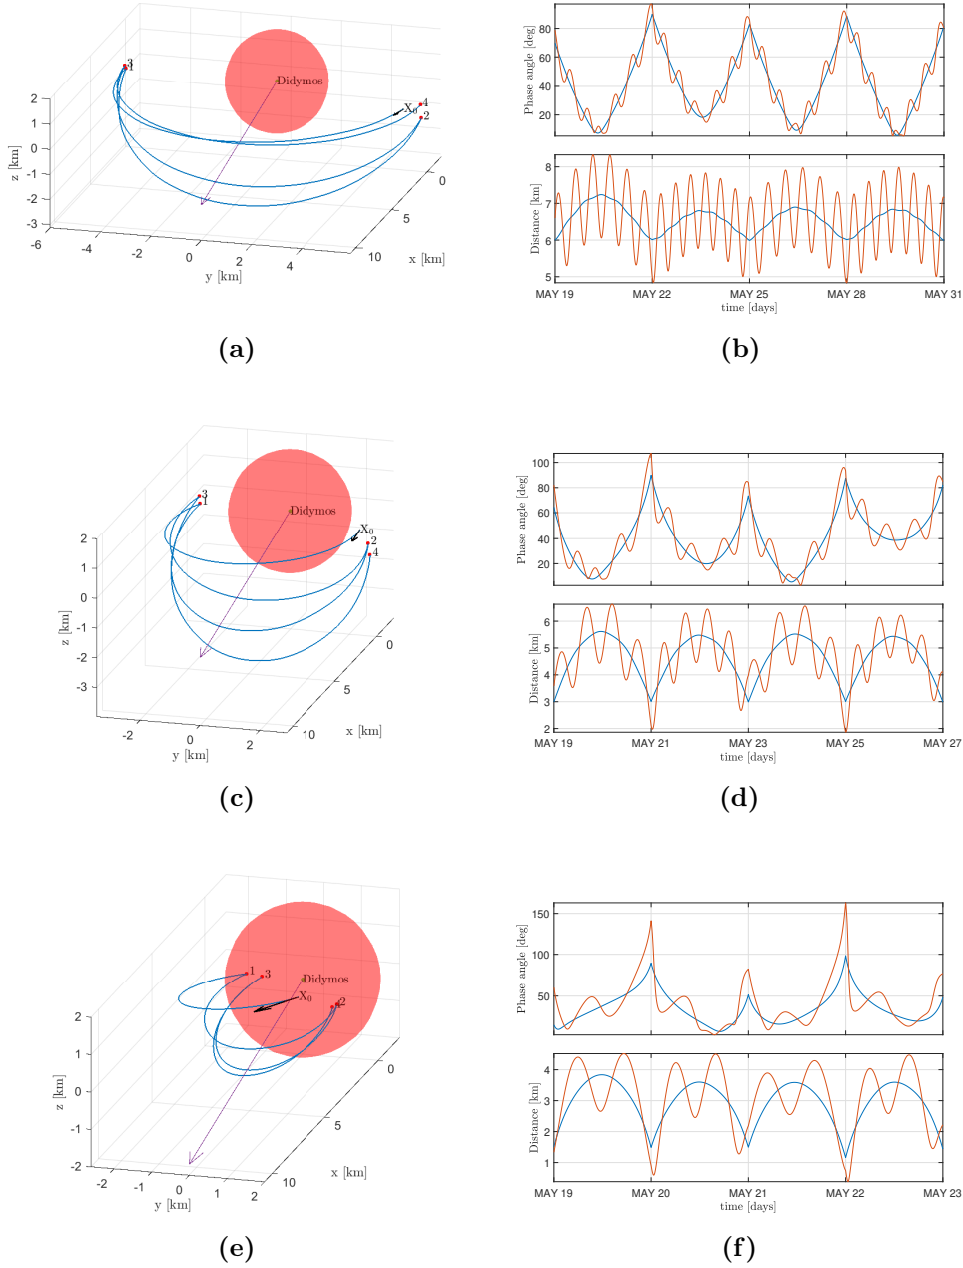 3
1
Didymos
4
X0
2
2
1
0
-1
-2
-3
z [km]
-6
-4
-2
0
2
4
y [km]
10
5
0
x [km]
(a)
Phase angle [deg]
80
60
40
20
Distance [km]
8
7
6
5
MAY 19 MAY 22 MAY 25 MAY 28 MAY 31
time [days]
(b)
3
1
Didymos
X0
2
4
2
1
0
-1
-2
-3
z [km]
-2
0
2
y [km]
10
5
0
x [km]
(c)
Phase angle [deg]
100
80
60
40
20
Distance [km]
6
5
4
3
2
MAY 19 MAY 21 MAY 23 MAY 25 MAY 27
time [days]
(d)
1
3
Didymos
X0
2
2
1
0
-1
-2
z [km]
-2
-1
0
1
2
y [km]
10
5
0
x [km]
(e)
Phase angle [deg]
150
100
50
Distance [km]
4
3
2
1
MAY 19 MAY 20 MAY 21 MAY 22 MAY 23
time [days]
(f)